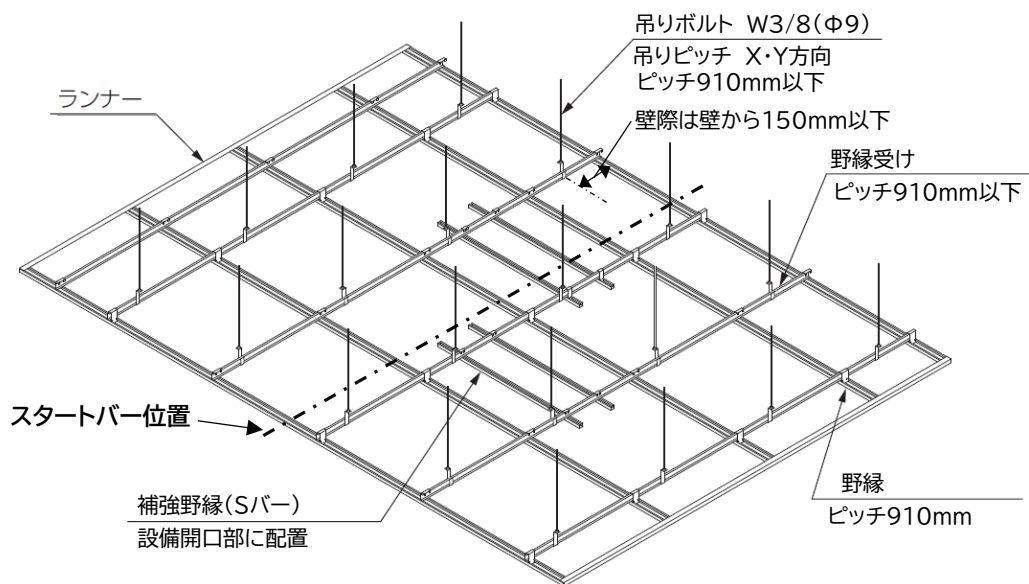 吊りボルト W3/8(Φ9)
吊りピッチ X・Y方向
ピッチ910mm以下
ランナー
壁際は壁から150mm以下
野縁受け
ピッチ910mm以下
スタートバー位置
補強野縁(Sバー)
設備開口部に配置
野縁
ピッチ910mm